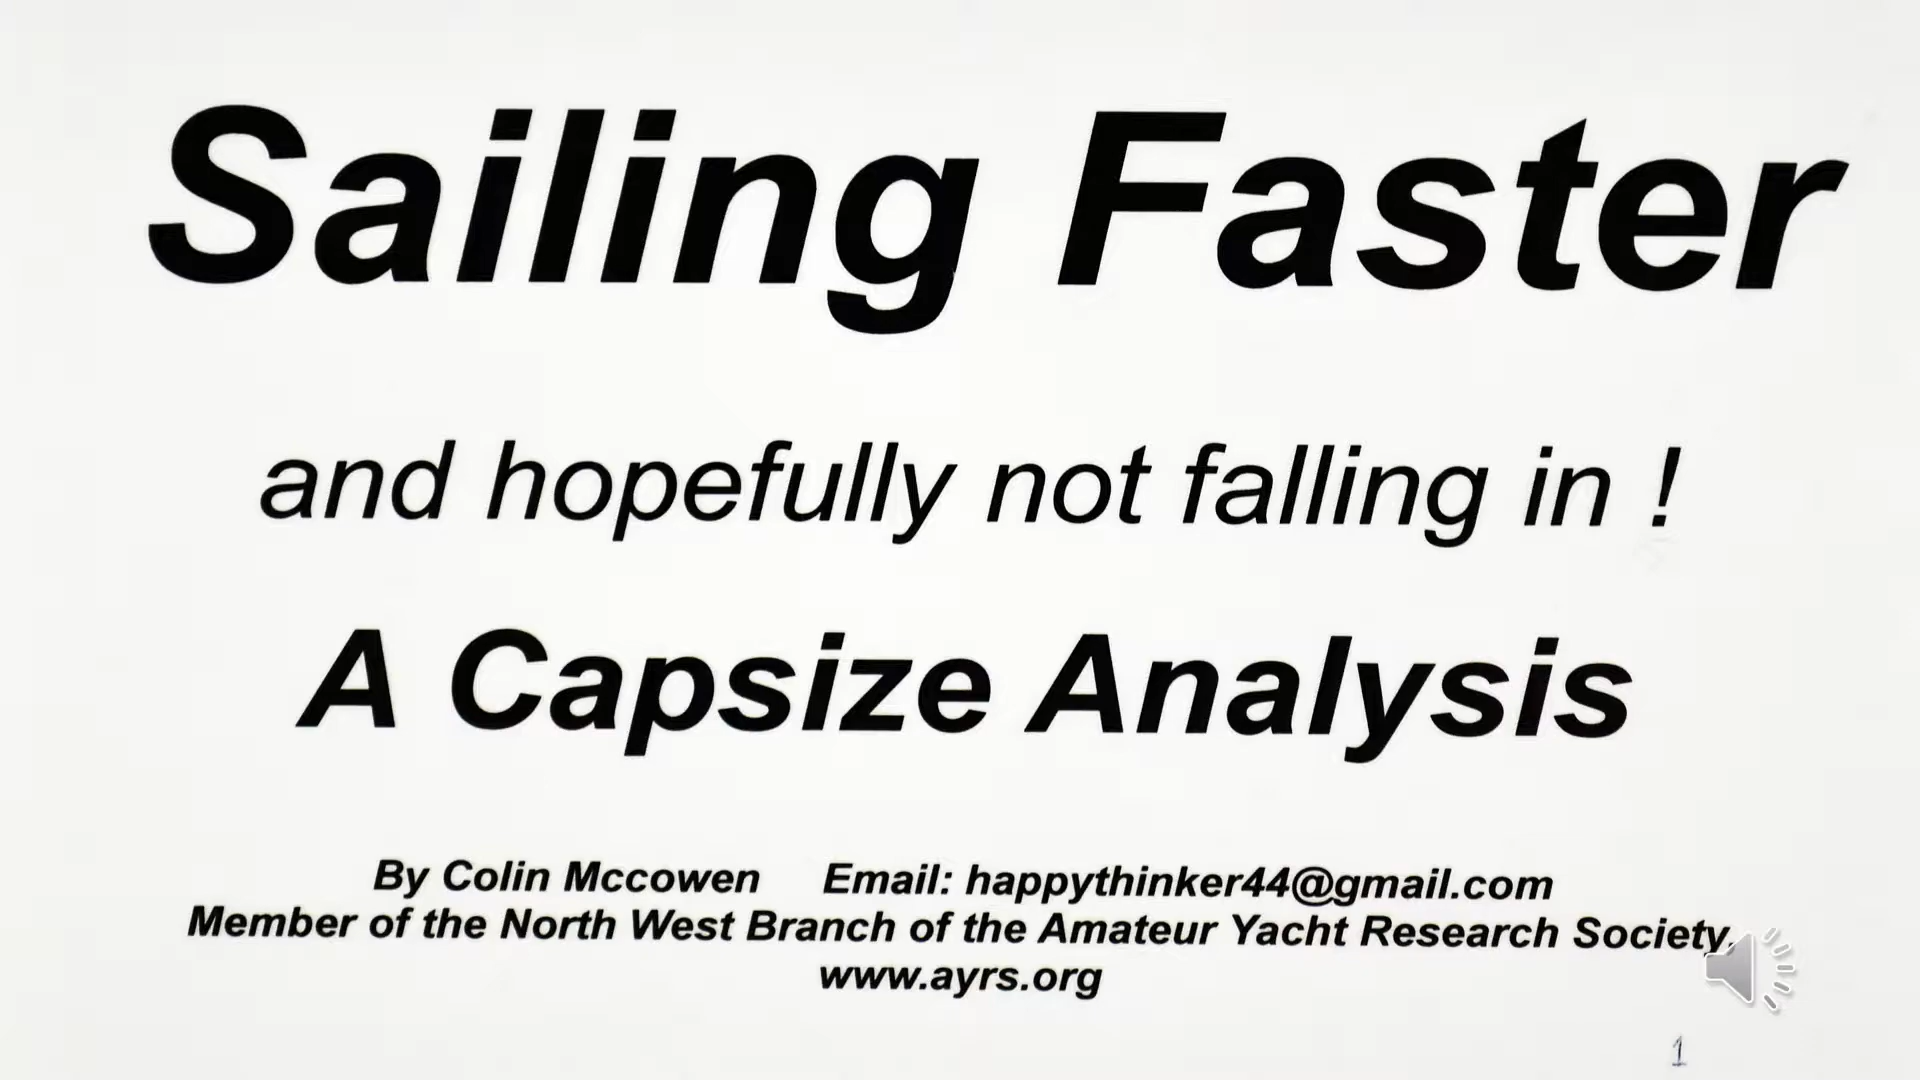 Sailing Faster
and hopefully not falling in !
A Capsize Analysis
By Colin Mccowen Email: happythinker44@gmail.com
Member of the North West Branch of the Amateur Yacht Research Society.
www.ayrs.org
1